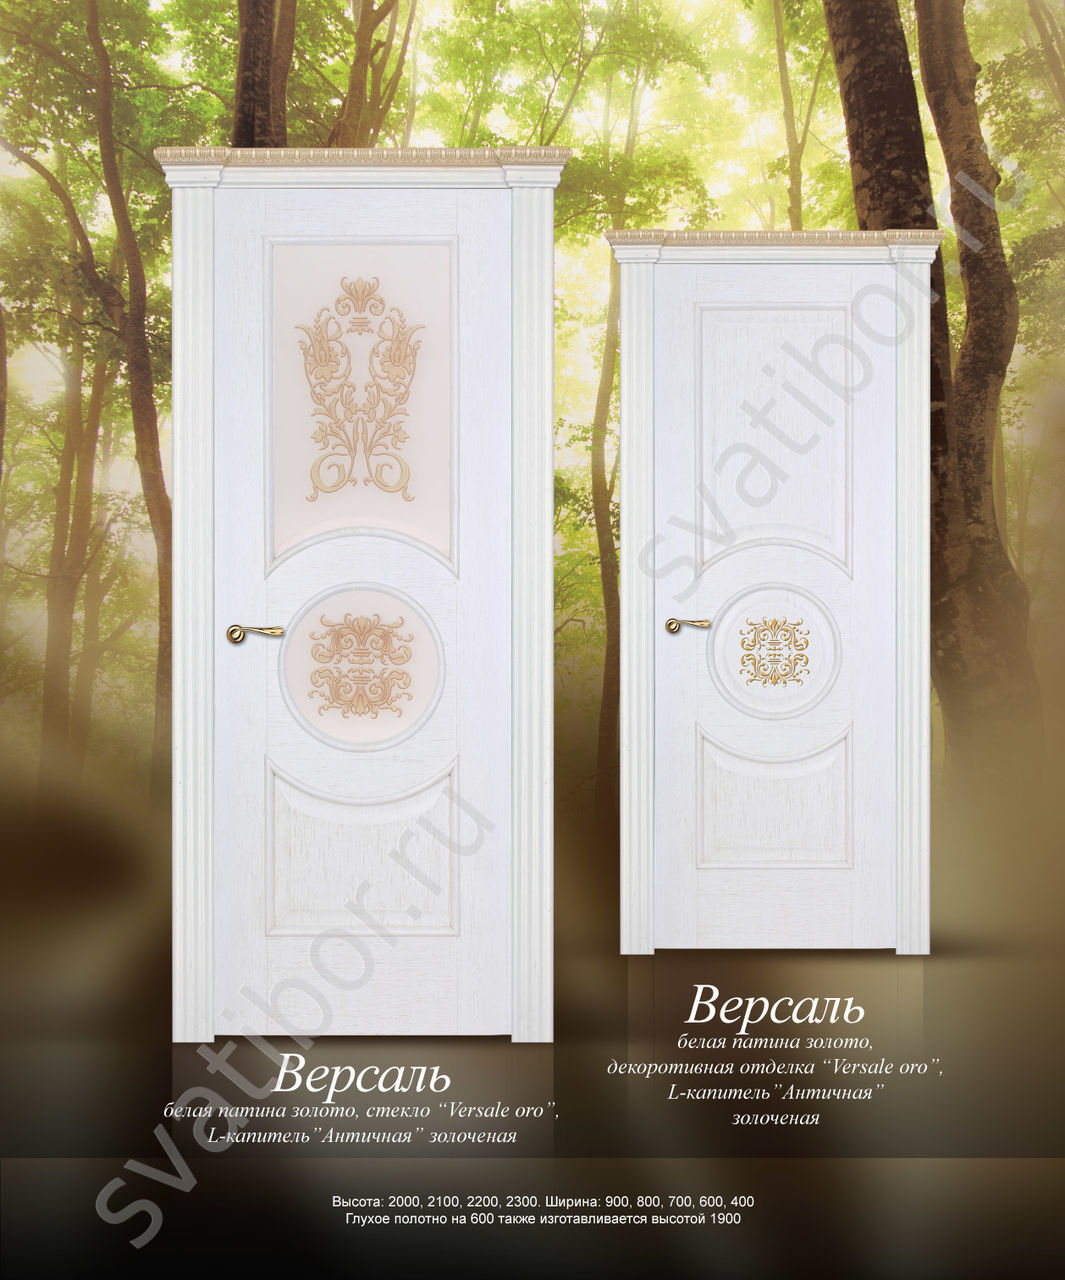 svatibor.ru
svatibor.ru
Версаль
белая патина золото,
декоротивная отделка “Versale oro”,
L-капитель”Античная”
золоченая
Версаль
белая патина золото, стекло “Versale oro”,
L-капитель”Античная” золоченая
Высота: 2000, 2100, 2200, 2300. Ширина: 900, 800, 700, 600, 400
Глухое полотно на 600 также изготавливается высотой 1900